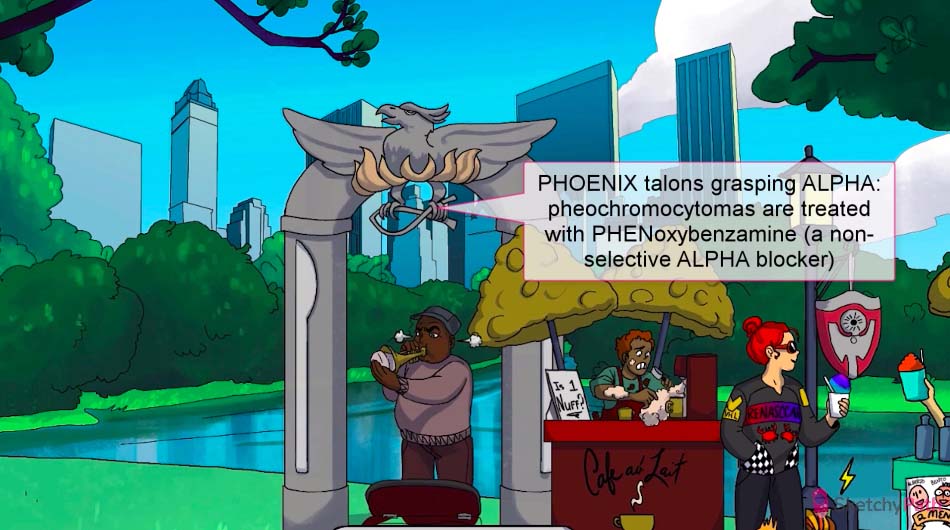 PHOENIX talons grasping ALPHA:
pheochromocytomas are treated
with PHENoxybenzamine (a non-
selective ALPHA blocker)
Is 1
Nuff?
Cafe au Lait